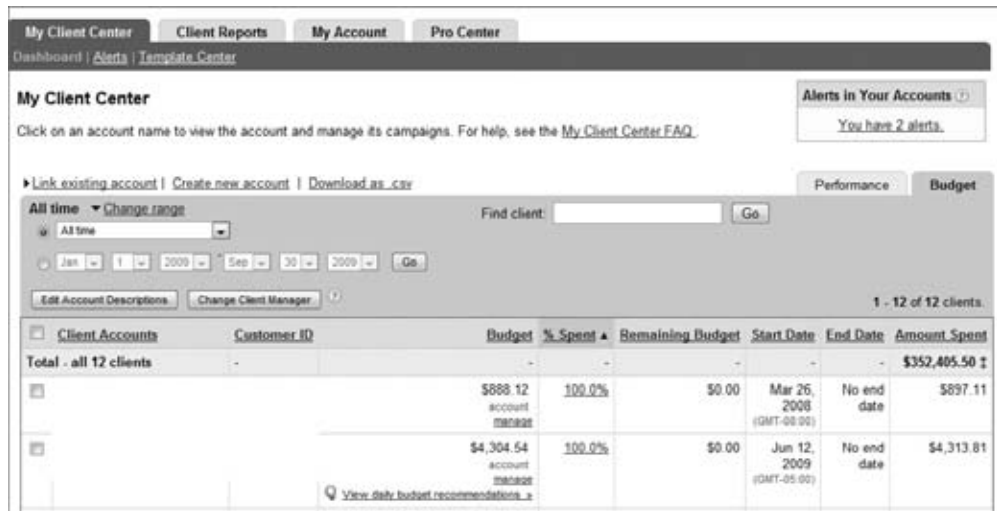 My Client Center Client Reports My Account Pro Center
Dashboard | Alerts | Template Center
My Client Center
Alerts in Your Accounts (?)
You have 2 alerts.
Click on an account name to view the account and manage its campaigns. For help, see the My Client Center FAQ.
Link existing account | Create new account | Download as .csv
Performance Budget
All time Change range
Find client: Go
All time
Jan 1 2009 - Sep 30 2009 Go
Edit Account Descriptions Change Client Manager (?)
1 - 12 of 12 clients.
Client Accounts Customer ID Budget % Spent ▲ Remaining Budget Start Date End Date Amount Spent
Total - all 12 clients - - - - - - $352,405.50 ‡
$888.12 100.0% $0.00 Mar 26, No end $897.11
account 2008 date
manage (GMT-08:00)
$4,304.54 100.0% $0.00 Jun 12, No end $4,313.81
account 2009 date
manage (GMT-05:00)
View daily budget recommendations »